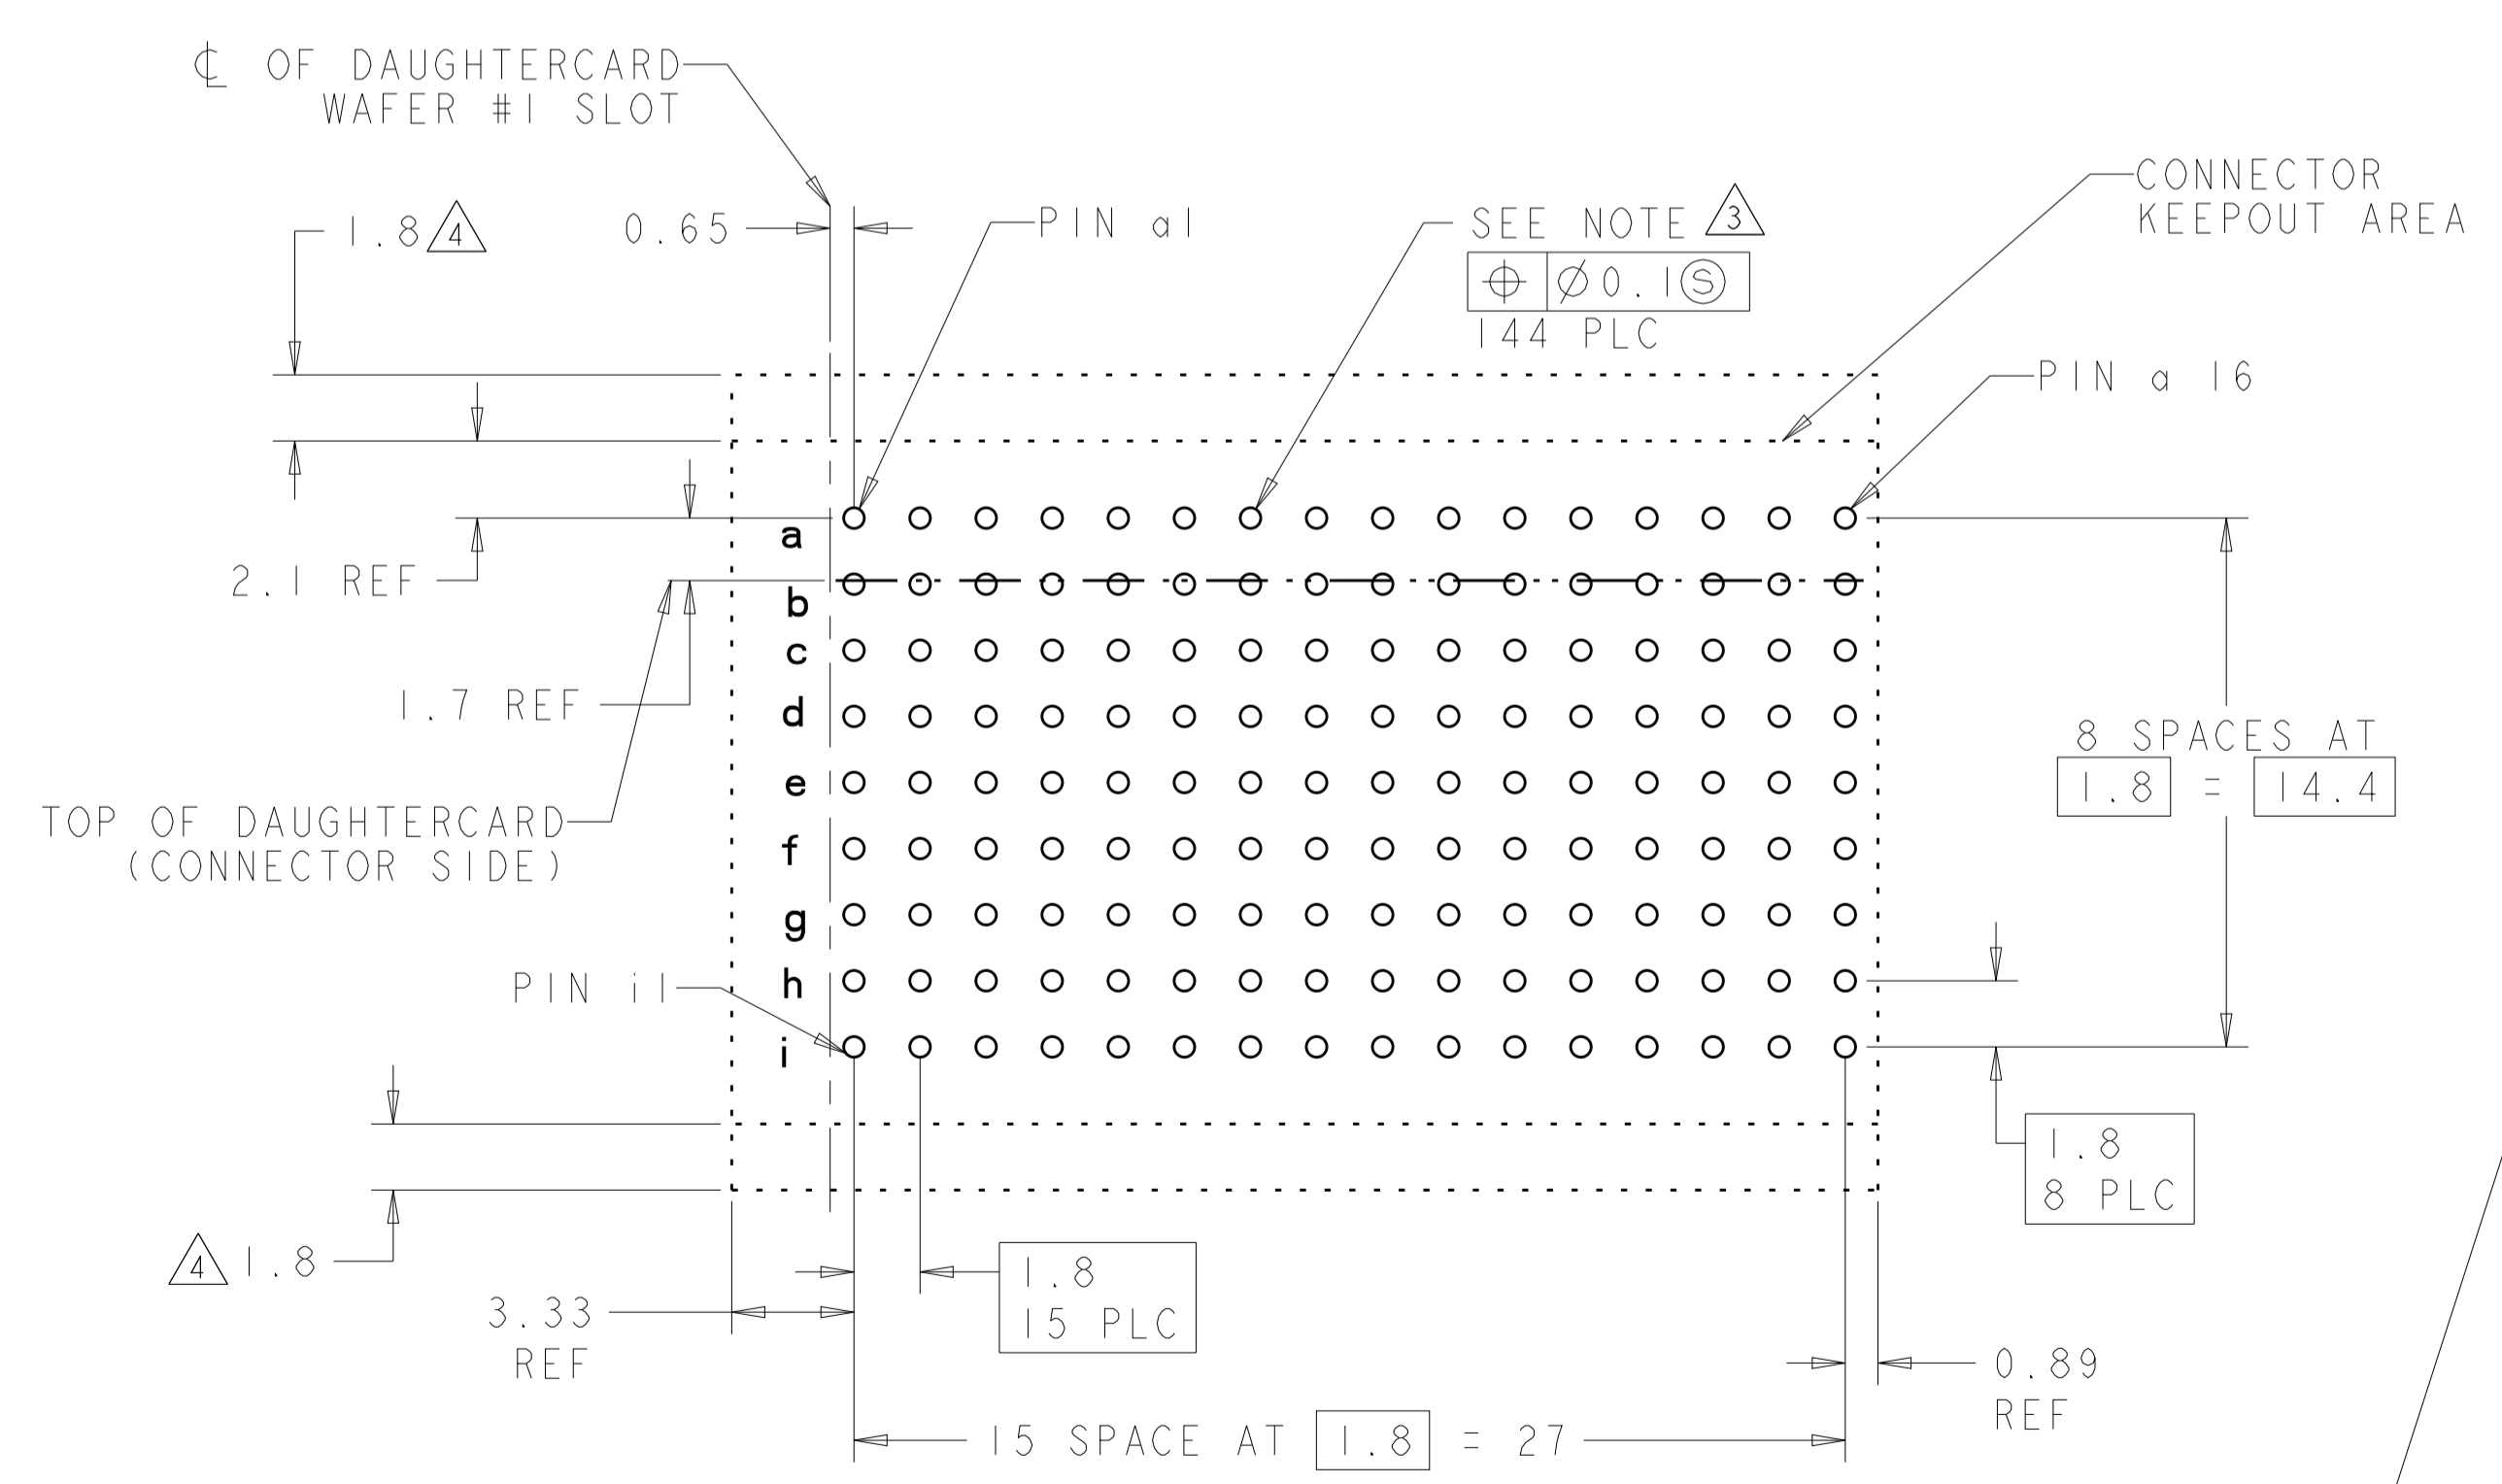 ℄ OF DAUGHTERCARD
WAFER #1 SLOT
CONNECTOR
KEEPOUT AREA
1.8 4
0.65
PIN a1
SEE NOTE 3
⌖ ⌀0.1 Ⓢ
144 PLC
PIN a 16
a
2.1 REF
b
c
1.7 REF
d
8 SPACES AT
1.8 = 14.4
e
TOP OF DAUGHTERCARD
(CONNECTOR SIDE)
f
g
PIN i1
h
i
1.8
8 PLC
4 1.8
1.8
15 PLC
3.33
REF
0.89
REF
15 SPACE AT 1.8 = 27